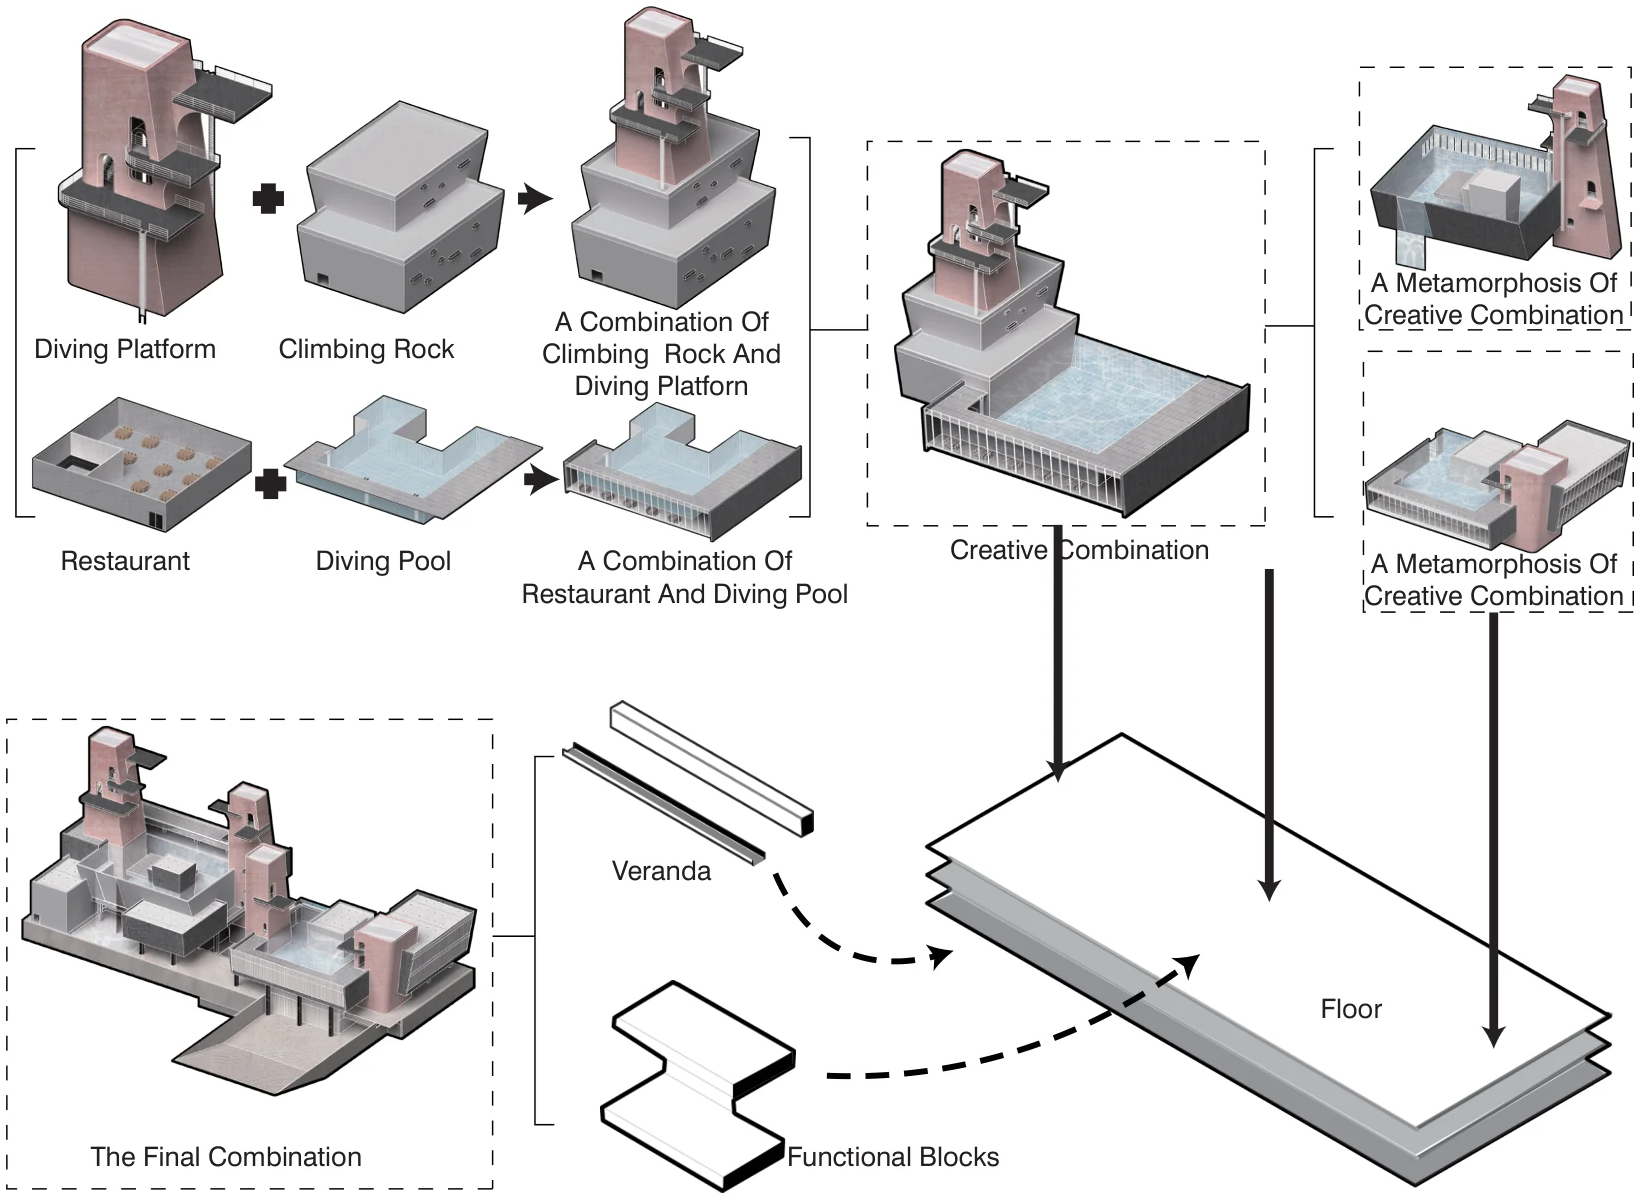 Diving Platform
Climbing Rock
A Combination Of
Climbing  Rock And
Diving Platforn
Restaurant
Diving Pool
A Combination Of
Restaurant And Diving Pool
Creative Combination
A Metamorphosis Of
Creative Combination
A Metamorphosis Of
Creative Combination
Veranda
Floor
Functional Blocks
The Final Combination